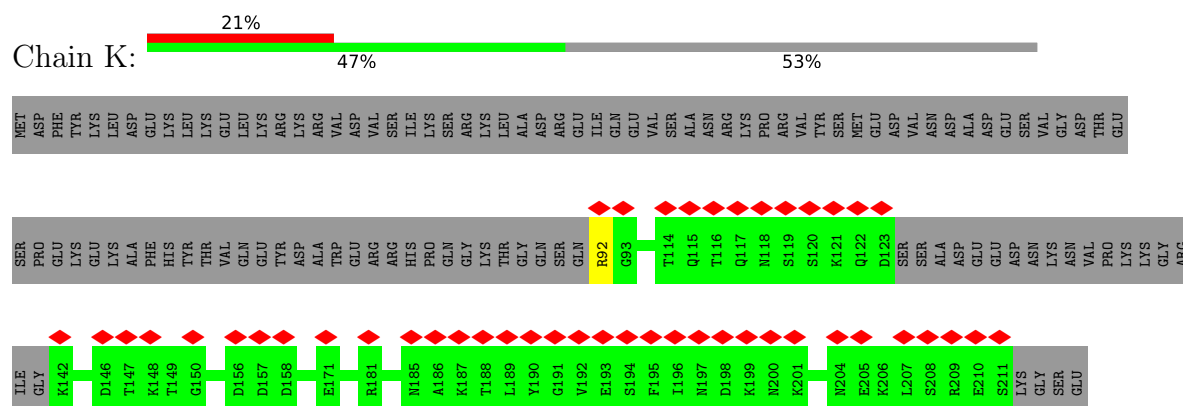 21%
Chain K:
47% 53%
MET ASP PHE TYR LYS LEU ASP GLU LYS LEU LYS GLU LEU LYS ARG LYS ARG VAL ASP VAL SER ILE LYS SER ARG LYS LEU ALA ASP ARG GLU ILE GLN GLU VAL SER ALA ASN ARG LYS PRO ARG VAL TYR SER MET GLU ASP VAL ASN ASP ALA ASP GLU SER VAL GLY ASP THR GLU
SER PRO GLU LYS GLU LYS ALA PHE HIS TYR THR VAL GLN GLU TYR ASP ALA TRP GLU ARG ARG HIS PRO GLN GLY LYS THR GLY GLN SER GLN R92 G93 T114 Q115 T116 Q117 N118 S119 S120 K121 Q122 D123 SER SER ALA ASP GLU GLU ASP ASN LYS ASN VAL PRO LYS LYS GLY ARG
ILE GLY K142 D146 T147 K148 T149 G150 D156 D157 D158 E171 R181 N185 A186 K187 T188 L189 Y190 G191 V192 E193 S194 F195 I196 N197 D198 K199 N200 K201 N204 E205 K206 L207 S208 R209 E210 S211 LYS GLY SER GLU